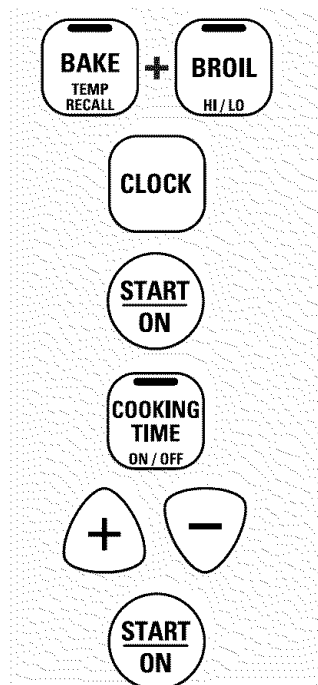 BAKE + BROIL
TEMP
RECALL HI / LO
CLOCK
START
ON
COOKING
TIME
ON / OFF
+ −
START
ON